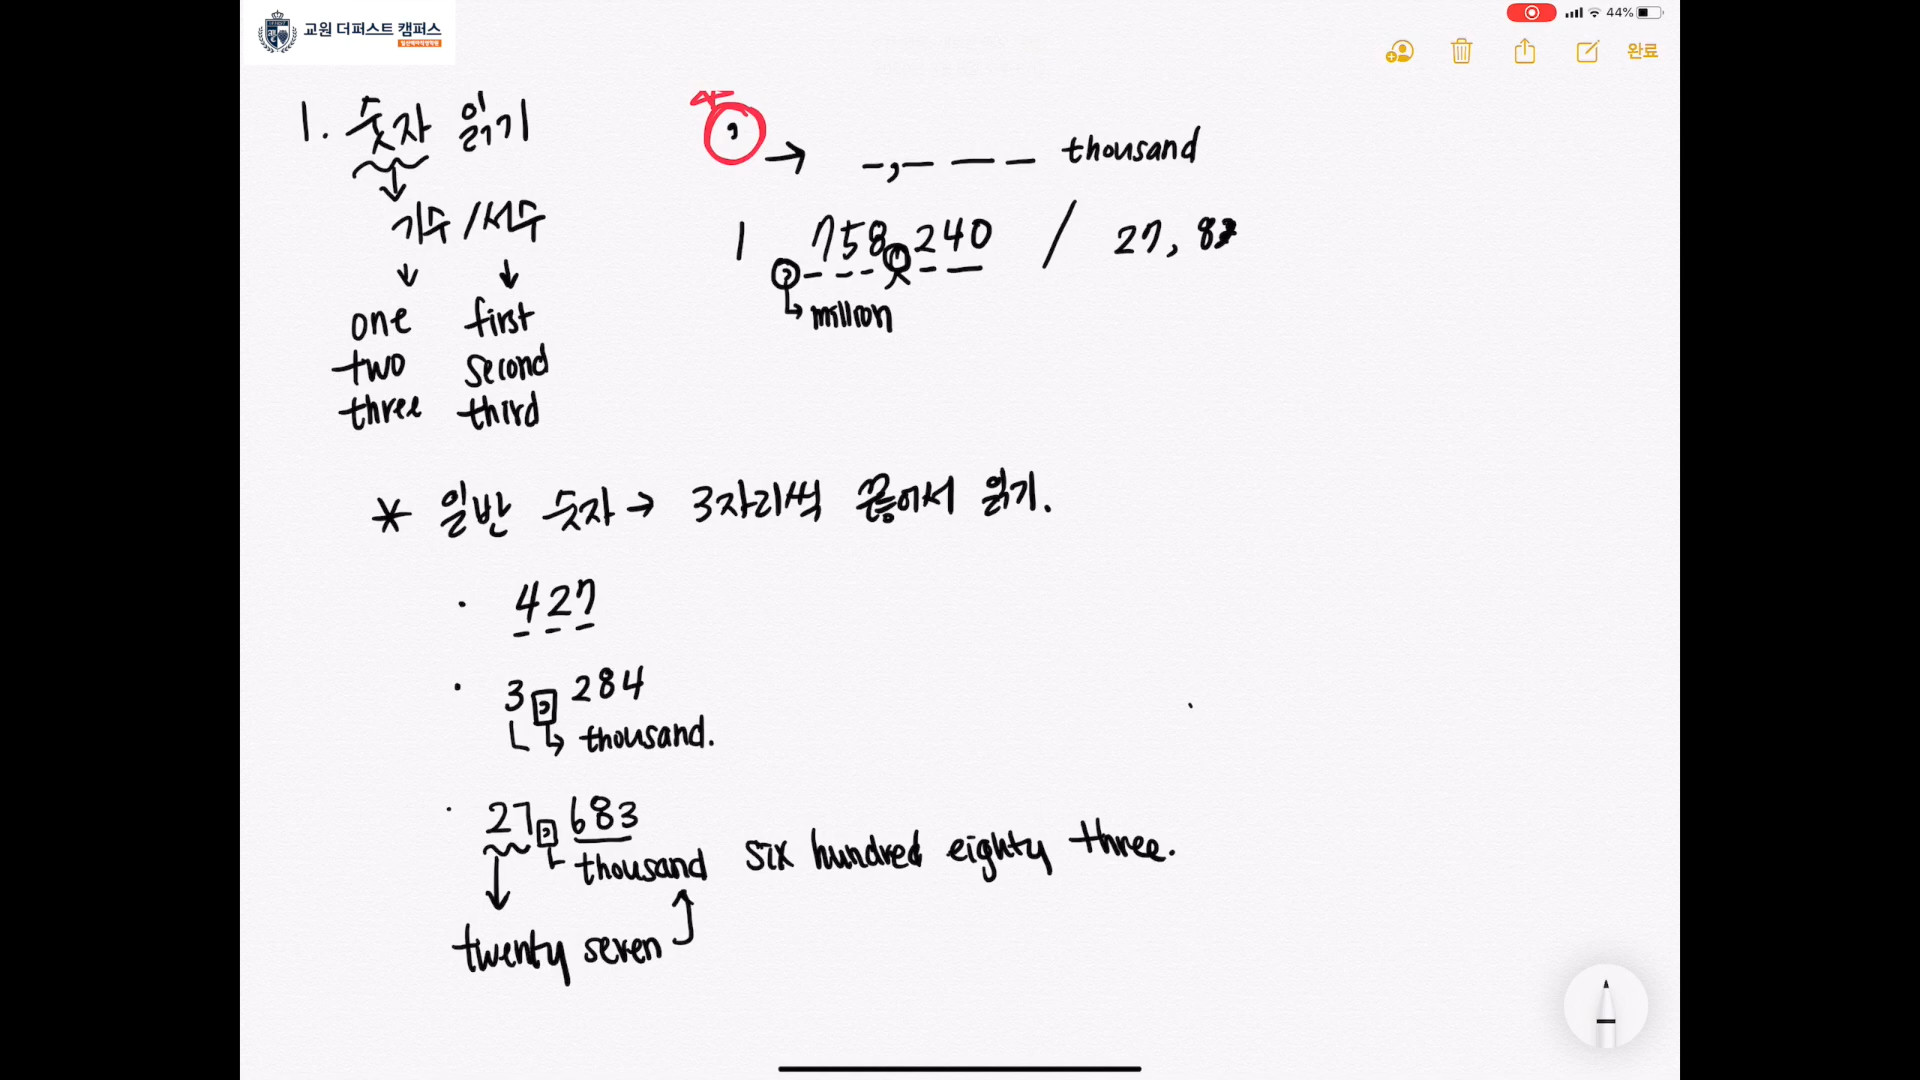 교원 더퍼스트 캠퍼스
44%
완료
1. 숫자 읽기
기수 / 서수
one first
two second
three third
, → _,_ _ _ thousand
1,758,240 / 27, 8
million
* 일반 숫자 → 3자리씩 끊어서 읽기.
· 427
· 3,284
thousand.
· 27,683
thousand six hundred eighty three.
twenty seven